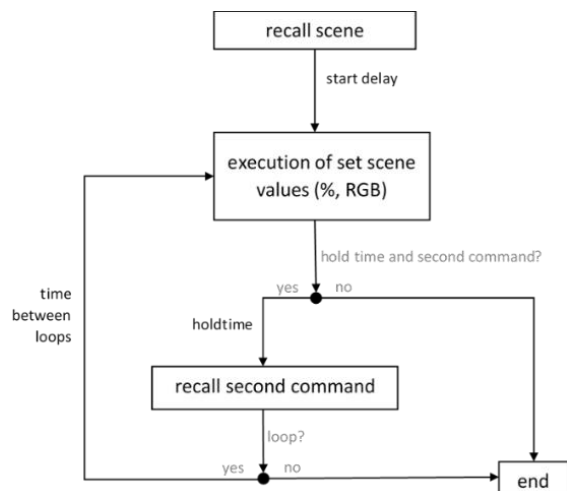 recall scene
start delay
execution of set scene
values (%, RGB)
hold time and second command?
yes no
time
between
loops
holdtime
recall second command
loop?
yes no
end